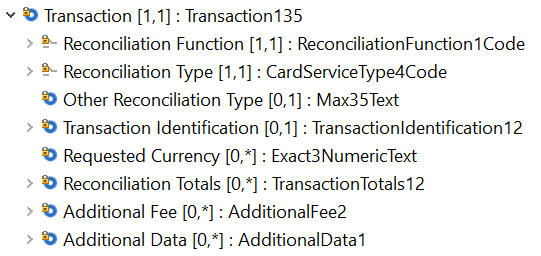 Transaction [1,1] : Transaction135
Reconciliation Function [1,1] : ReconciliationFunction1Code
Reconciliation Type [1,1] : CardServiceType4Code
Other Reconciliation Type [0,1] : Max35Text
Transaction Identification [0,1] : TransactionIdentification12
Requested Currency [0,*] : Exact3NumericText
Reconciliation Totals [0,*] : TransactionTotals12
Additional Fee [0,*] : AdditionalFee2
Additional Data [0,*] : AdditionalData1